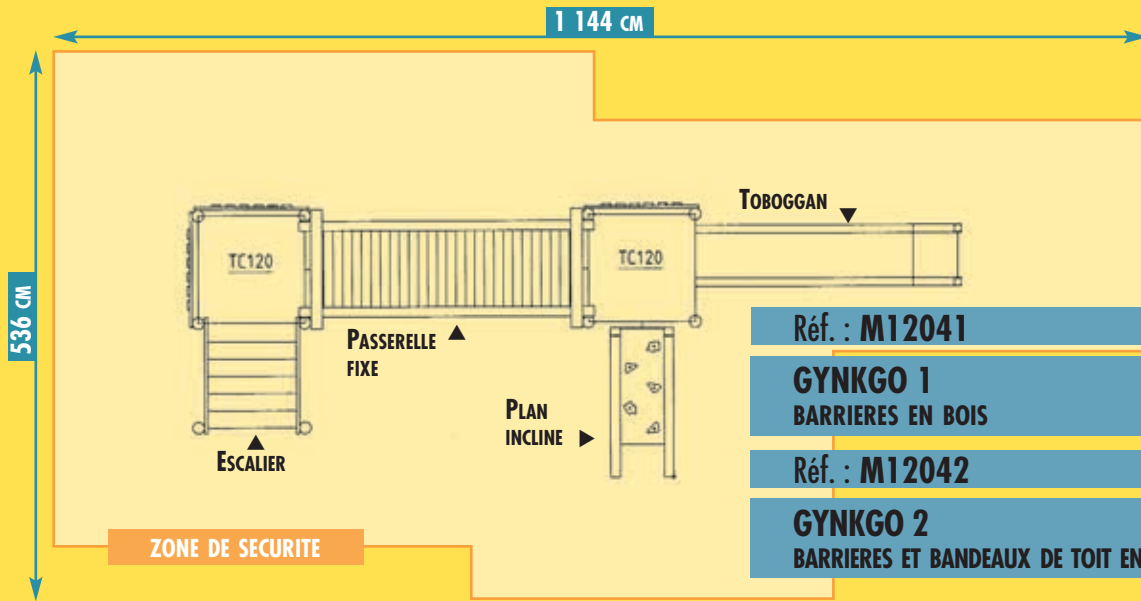 1 144 CM
536 CM
TOBOGGAN
TC120
TC120
PASSERELLE
FIXE
PLAN
INCLINE
ESCALIER
ZONE DE SECURITE
Réf. : M12041
GYNKGO 1
BARRIERES EN BOIS
Réf. : M12042
GYNKGO 2
BARRIERES ET BANDEAUX DE TOIT EN